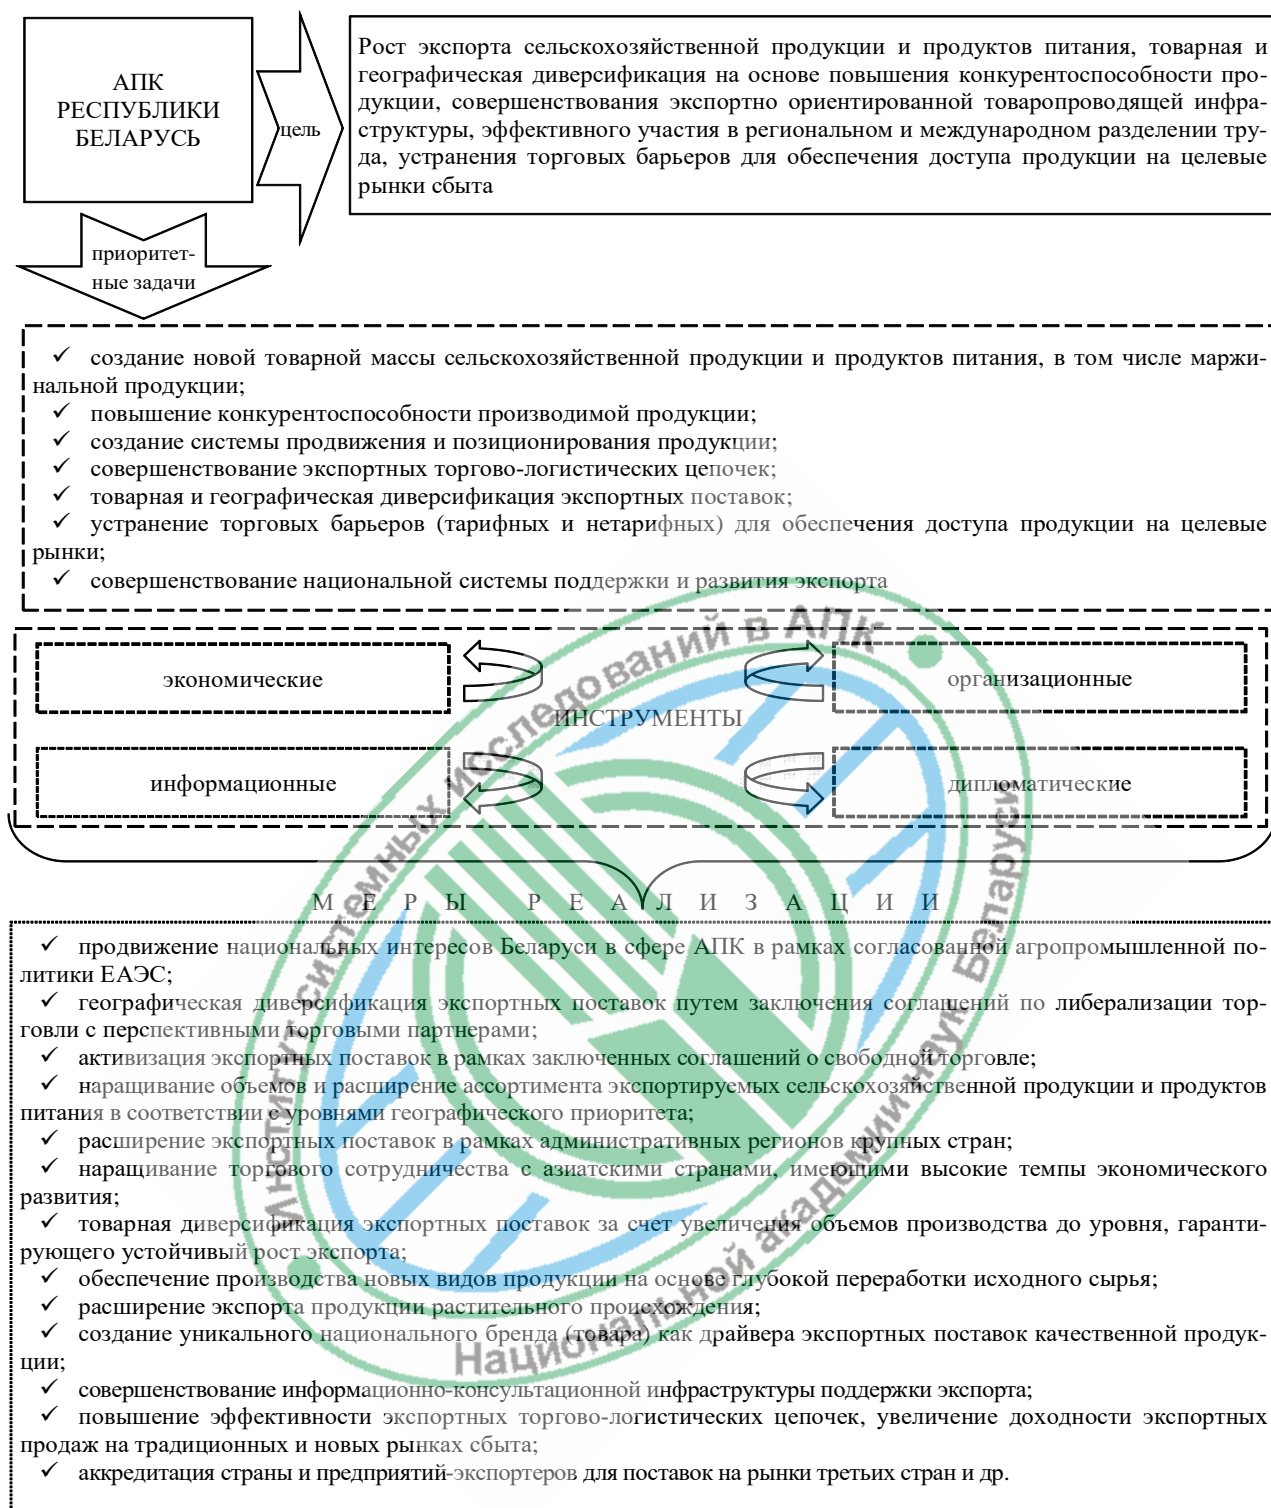 АПК
РЕСПУБЛИКИ
БЕЛАРУСЬ
цель
Рост экспорта сельскохозяйственной продукции и продуктов питания, товарная и
географическая диверсификация на основе повышения конкурентоспособности про-
дукции, совершенствования экспортно ориентированной товаропроводящей инфра-
структуры, эффективного участия в региональном и международном разделении тру-
да, устранения торговых барьеров для обеспечения доступа продукции на целевые
рынки сбыта
приоритет-
ные задачи
✓ создание новой товарной массы сельскохозяйственной продукции и продуктов питания, в том числе маржи-
нальной продукции;
✓ повышение конкурентоспособности производимой продукции;
✓ создание системы продвижения и позиционирования продукции;
✓ совершенствование экспортных торгово-логистических цепочек;
✓ товарная и географическая диверсификация экспортных поставок;
✓ устранение торговых барьеров (тарифных и нетарифных) для обеспечения доступа продукции на целевые
рынки;
✓ совершенствование национальной системы поддержки и развития экспорта
экономические
организационные
ИНСТРУМЕНТЫ
информационные
дипломатические
МЕРЫ РЕАЛИЗАЦИИ
✓ продвижение национальных интересов Беларуси в сфере АПК в рамках согласованной агропромышленной по-
литики ЕАЭС;
✓ географическая диверсификация экспортных поставок путем заключения соглашений по либерализации тор-
говли с перспективными торговыми партнерами;
✓ активизация экспортных поставок в рамках заключенных соглашений о свободной торговле;
✓ наращивание объемов и расширение ассортимента экспортируемых сельскохозяйственной продукции и продуктов
питания в соответствии с уровнями географического приоритета;
✓ расширение экспортных поставок в рамках административных регионов крупных стран;
✓ наращивание торгового сотрудничества с азиатскими странами, имеющими высокие темпы экономического
развития;
✓ товарная диверсификация экспортных поставок за счет увеличения объемов производства до уровня, гаранти-
рующего устойчивый рост экспорта;
✓ обеспечение производства новых видов продукции на основе глубокой переработки исходного сырья;
✓ расширение экспорта продукции растительного происхождения;
✓ создание уникального национального бренда (товара) как драйвера экспортных поставок качественной продук-
ции;
✓ совершенствование информационно-консультационной инфраструктуры поддержки экспорта;
✓ повышение эффективности экспортных торгово-логистических цепочек, увеличение доходности экспортных
продаж на традиционных и новых рынках сбыта;
✓ аккредитация страны и предприятий-экспортеров для поставок на рынки третьих стран и др.
Институт системных исследований в АПК
Национальной академии наук Беларуси